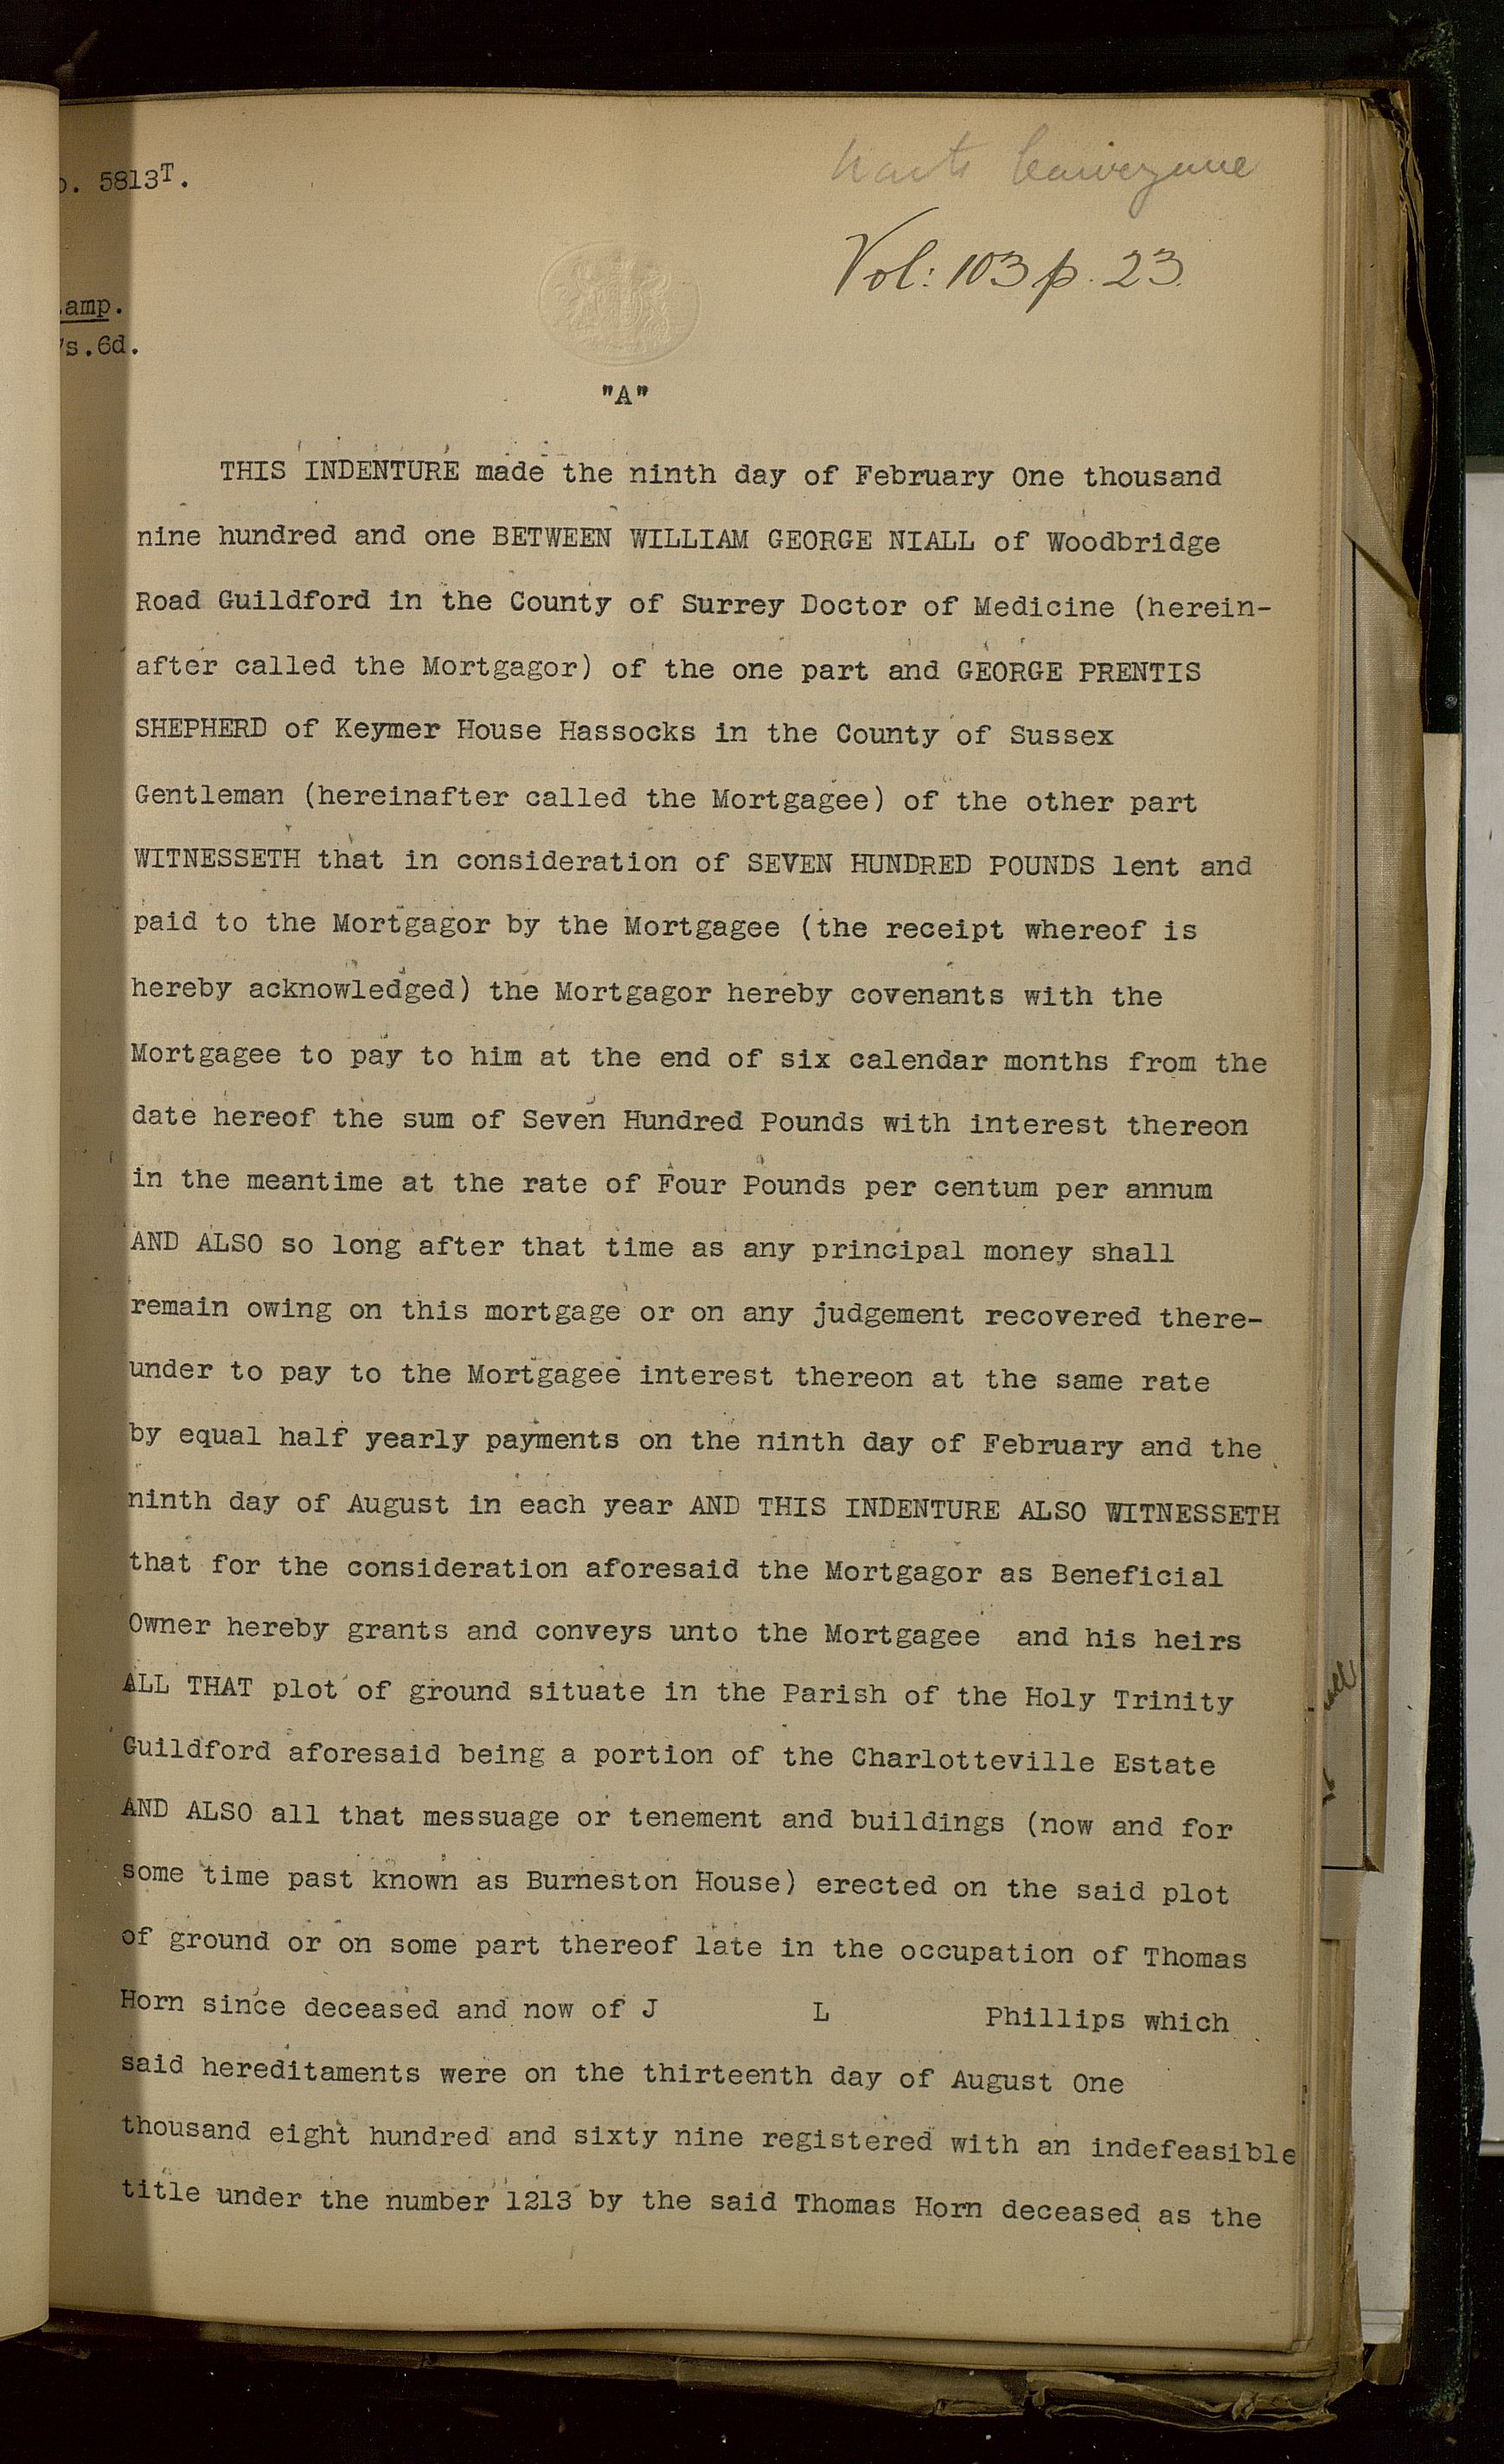 5813T.
Conveyance
Vol: 103 p. 23.
amp.
s.6d.
"A"
THIS INDENTURE made the ninth day of February One thousand
nine hundred and one BETWEEN WILLIAM GEORGE NIALL of Woodbridge
Road Guildford in the County of Surrey Doctor of Medicine (herein-
after called the Mortgagor) of the one part and GEORGE PRENTIS
SHEPHERD of Keymer House Hassocks in the County of Sussex
Gentleman (hereinafter called the Mortgagee) of the other part
WITNESSETH that in consideration of SEVEN HUNDRED POUNDS lent and
paid to the Mortgagor by the Mortgagee (the receipt whereof is
hereby acknowledged) the Mortgagor hereby covenants with the
Mortgagee to pay to him at the end of six calendar months from the
date hereof the sum of Seven Hundred Pounds with interest thereon
in the meantime at the rate of Four Pounds per centum per annum
AND ALSO so long after that time as any principal money shall
remain owing on this mortgage or on any judgement recovered there-
under to pay to the Mortgagee interest thereon at the same rate
by equal half yearly payments on the ninth day of February and the
ninth day of August in each year AND THIS INDENTURE ALSO WITNESSETH
that for the consideration aforesaid the Mortgagor as Beneficial
Owner hereby grants and conveys unto the Mortgagee and his heirs
ALL THAT plot of ground situate in the Parish of the Holy Trinity
Guildford aforesaid being a portion of the Charlotteville Estate
AND ALSO all that messuage or tenement and buildings (now and for
some time past known as Burneston House) erected on the said plot
of ground or on some part thereof late in the occupation of Thomas
Horn since deceased and now of J L Phillips which
said hereditaments were on the thirteenth day of August One
thousand eight hundred and sixty nine registered with an indefeasible
title under the number 1213 by the said Thomas Horn deceased as the